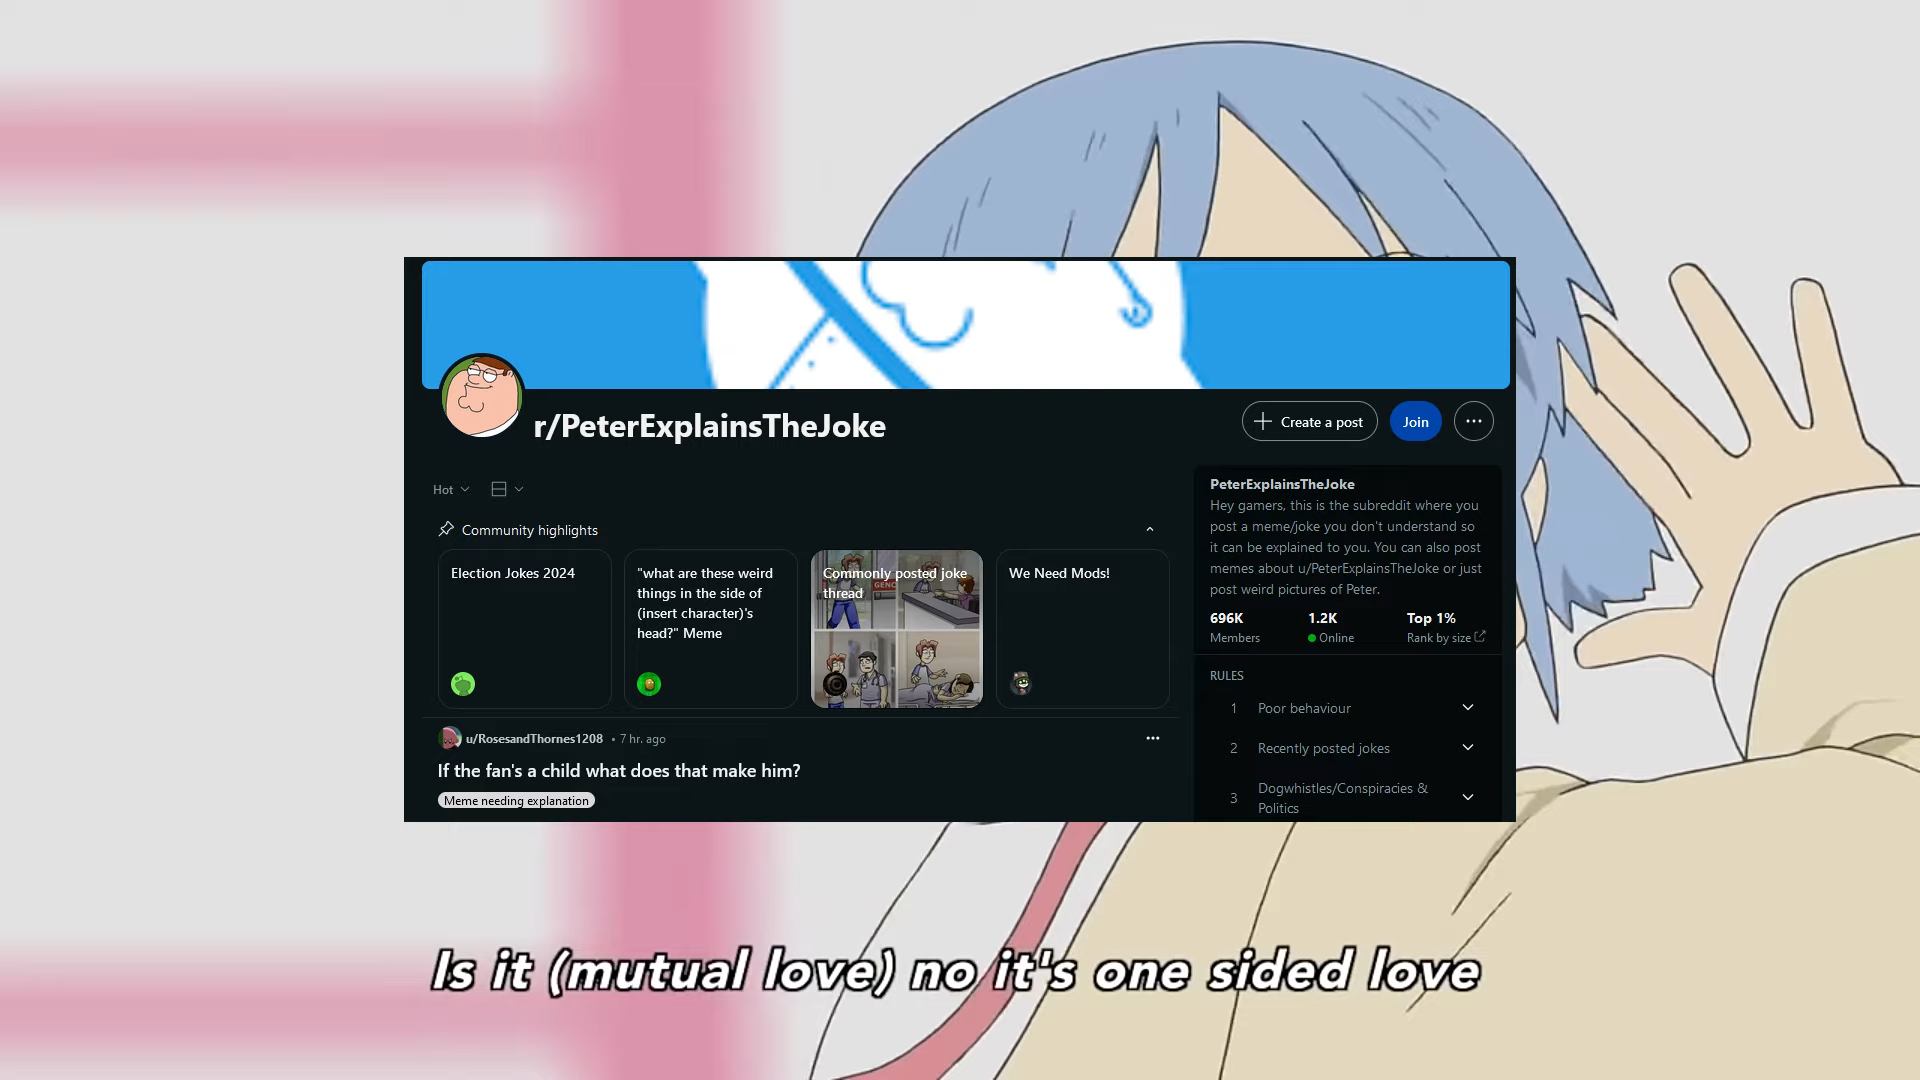 r/PeterExplainsTheJoke
Create a post
Join
Hot
Community highlights
Election Jokes 2024
"what are these weird
things in the side of
(insert character)'s
head?" Meme
Commonly posted joke
thread
We Need Mods!
u/RosesandThornes1208 • 7 hr. ago
If the fan's a child what does that make him?
Meme needing explanation
PeterExplainsTheJoke
Hey gamers, this is the subreddit where you
post a meme/joke you don't understand so
it can be explained to you. You can also post
memes about u/PeterExplainsTheJoke or just
post weird pictures of Peter.
696K 1.2K Top 1%
Members Online Rank by size
RULES
1 Poor behaviour
2 Recently posted jokes
3 Dogwhistles/Conspiracies &
Politics
Is it (mutual love) no it's one sided love